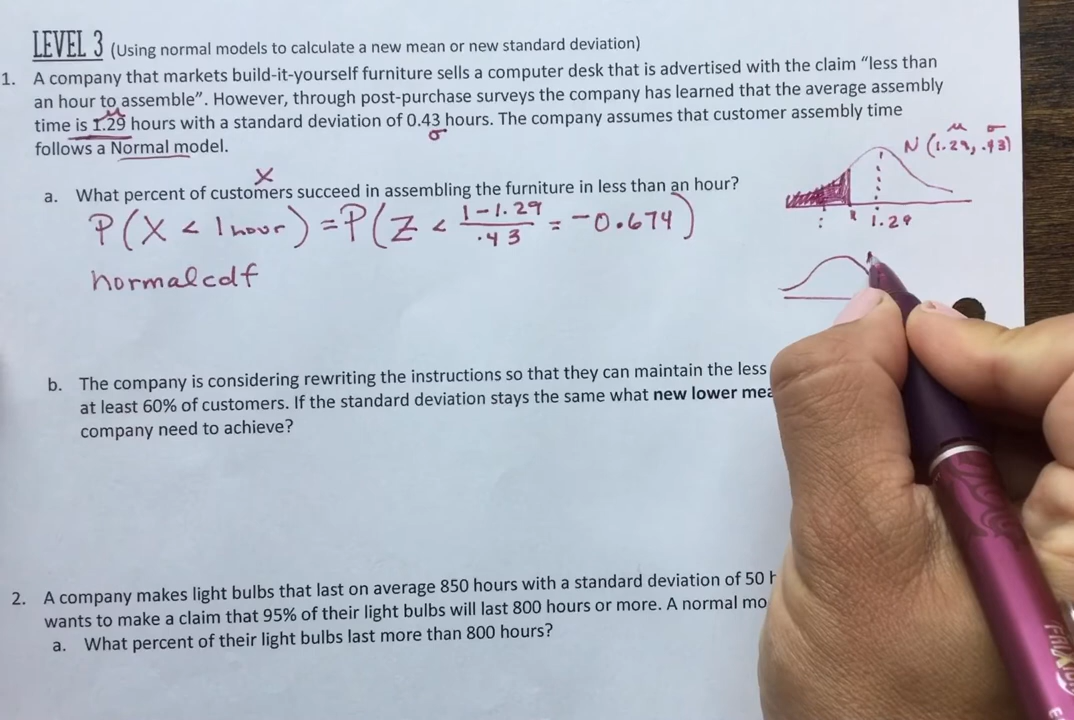 LEVEL 3 (Using normal models to calculate a new mean or new standard deviation)
1. A company that markets build-it-yourself furniture sells a computer desk that is advertised with the claim “less than
an hour to assemble”. However, through post-purchase surveys the company has learned that the average assembly
μ
time is 1.29 hours with a standard deviation of 0.43 hours. The company assumes that customer assembly time
σ
follows a Normal model.
μ σ
N (1.29, .43)
X
a. What percent of customers succeed in assembling the furniture in less than an hour?
P(X < 1 hour) = P(Z < 1-1.29/.43 = -0.674)
1 1.29
normalcdf
b. The company is considering rewriting the instructions so that they can maintain the less
at least 60% of customers. If the standard deviation stays the same what new lower
company need to achieve?
2. A company makes light bulbs that last on average 850 hours with a standard deviation of 50
wants to make a claim that 95% of their light bulbs will last 800 hours or more. A normal
a. What percent of their light bulbs last more than 800 hours?